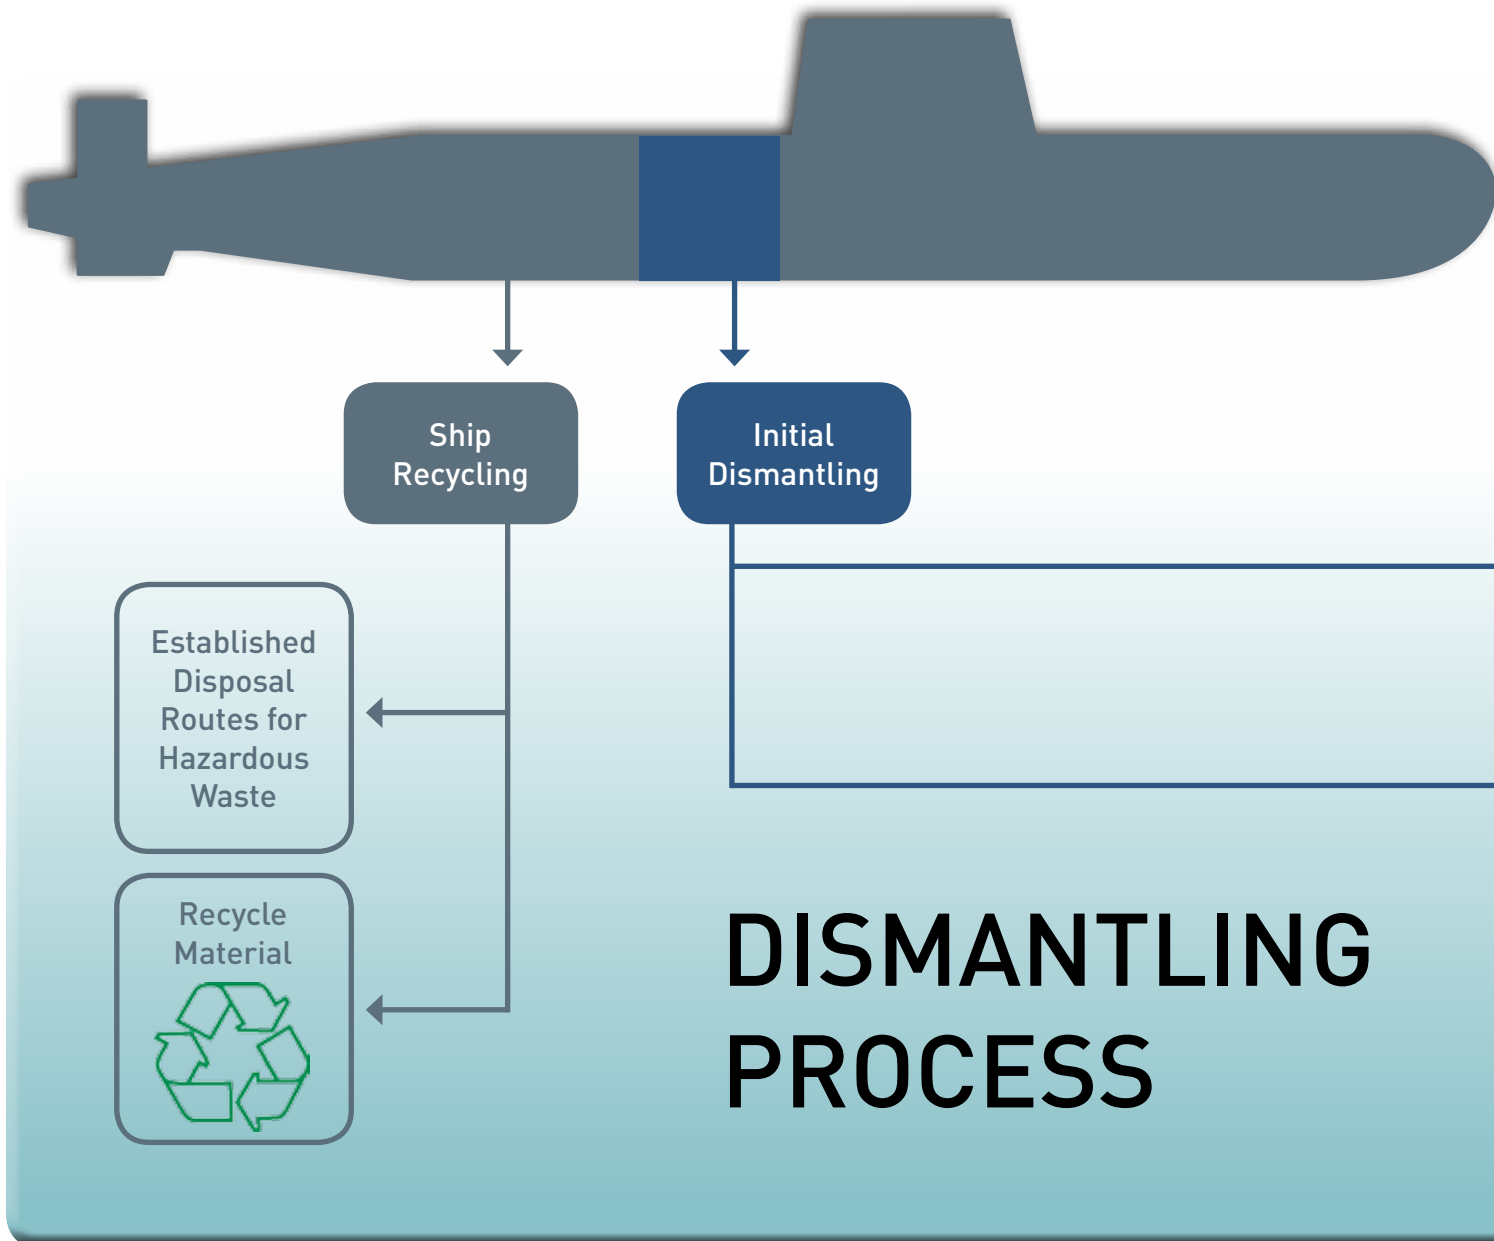 Ship
Recycling
Initial
Dismantling
Established
Disposal
Routes for
Hazardous
Waste
Recycle
Material
DISMANTLING
PROCESS